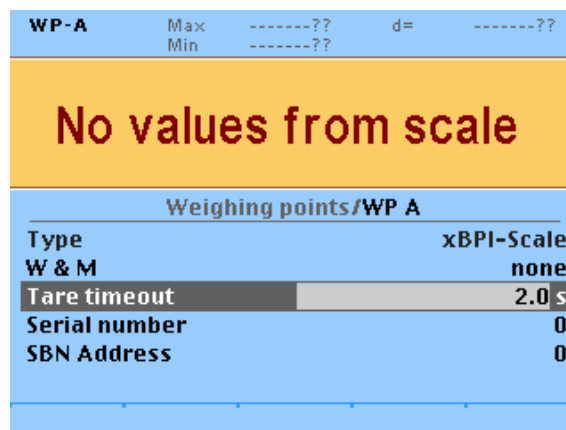 WP-A Max -------?? d= -------??
Min -------??
No values from scale
Weighing points/WP A
Type xBPI-Scale
W & M none
Tare timeout 2.0 s
Serial number 0
SBN Address 0